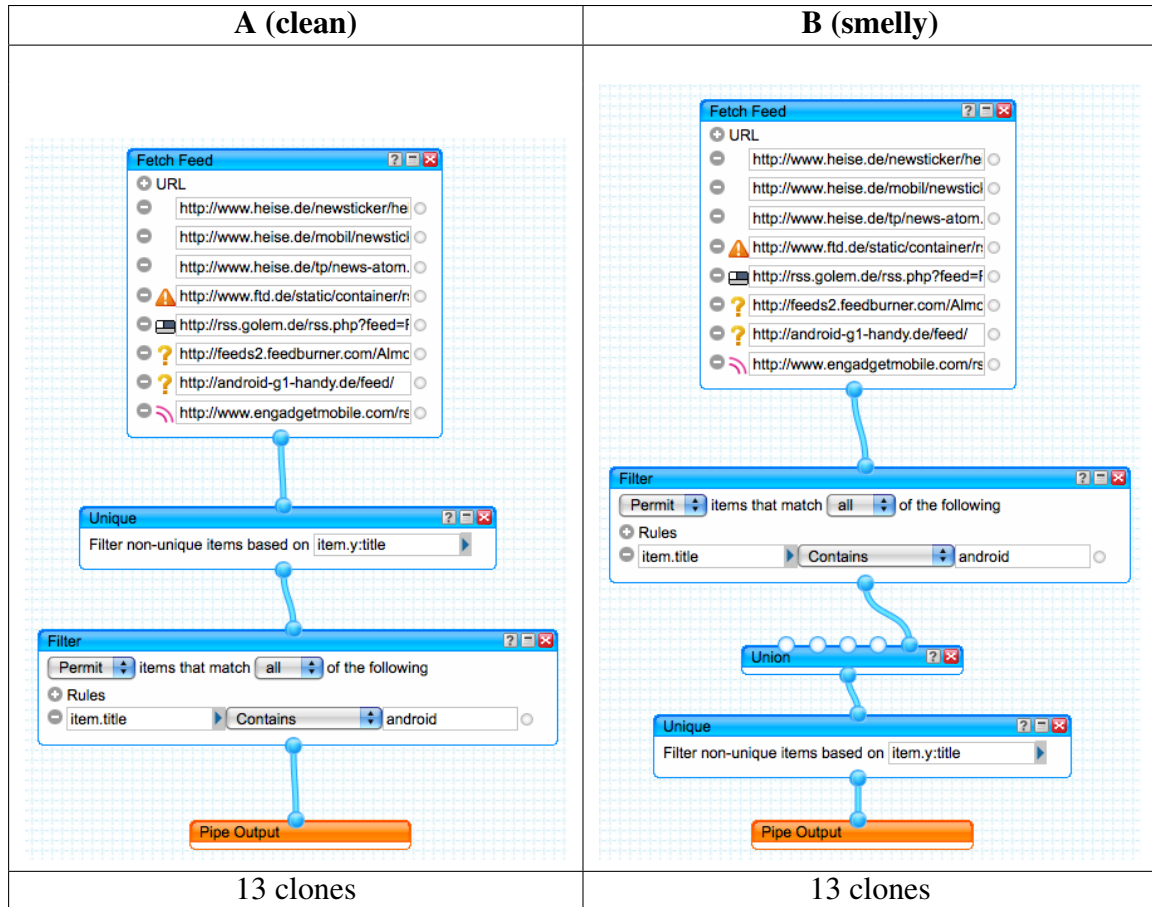 A (clean)
B (smelly)
Fetch Feed
URL
http://www.heise.de/newsticker/he
http://www.heise.de/mobil/newsticl
http://www.heise.de/tp/news-atom.
http://www.ftd.de/static/container/r
http://rss.golem.de/rss.php?feed=F
http://feeds2.feedburner.com/Almc
http://android-g1-handy.de/feed/
http://www.engadgetmobile.com/rs
Unique
Filter non-unique items based on item.y:title
Filter
Permit items that match all of the following
Rules
item.title Contains android
Pipe Output
13 clones
Fetch Feed
URL
http://www.heise.de/newsticker/he
http://www.heise.de/mobil/newsticl
http://www.heise.de/tp/news-atom.
http://www.ftd.de/static/container/r
http://rss.golem.de/rss.php?feed=F
http://feeds2.feedburner.com/Almc
http://android-g1-handy.de/feed/
http://www.engadgetmobile.com/rs
Filter
Permit items that match all of the following
Rules
item.title Contains android
Union
Unique
Filter non-unique items based on item.y:title
Pipe Output
13 clones